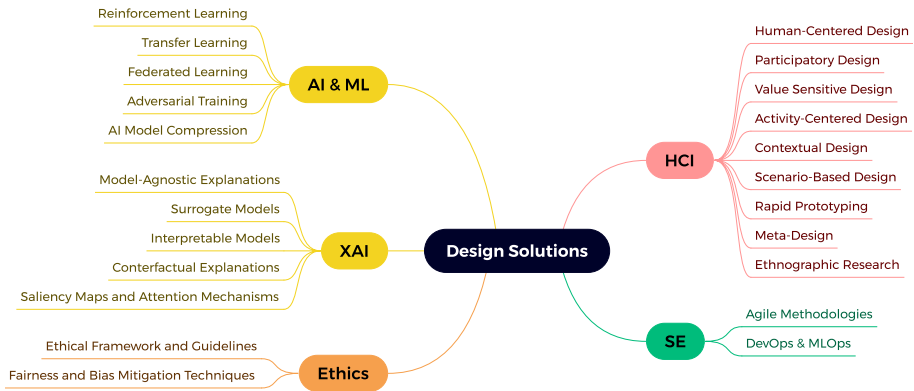 Reinforcement Learning
Transfer Learning
Federated Learning
Adversarial Training
AI Model Compression
AI & ML
Model-Agnostic Explanations
Surrogate Models
Interpretable Models
Conterfactual Explanations
Saliency Maps and Attention Mechanisms
XAI
Ethical Framework and Guidelines
Fairness and Bias Mitigation Techniques
Ethics
Design Solutions
HCI
Human-Centered Design
Participatory Design
Value Sensitive Design
Activity-Centered Design
Contextual Design
Scenario-Based Design
Rapid Prototyping
Meta-Design
Ethnographic Research
SE
Agile Methodologies
DevOps & MLOps